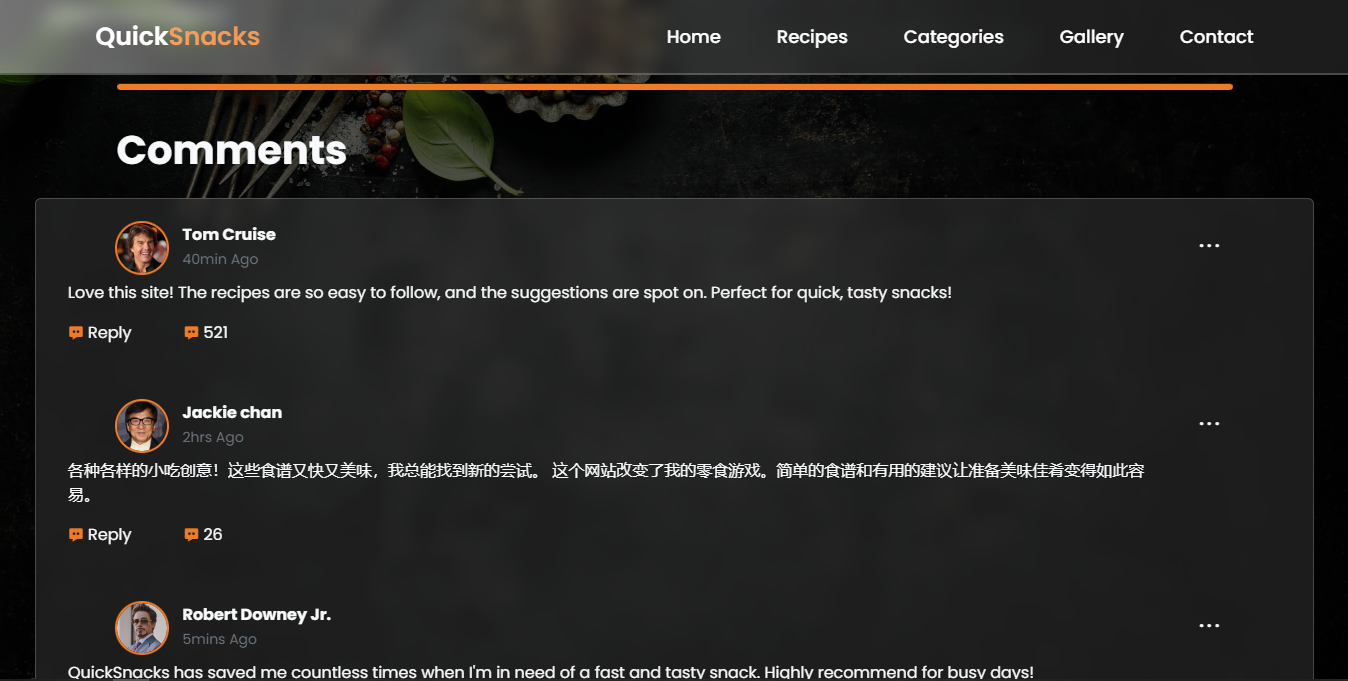 QuickSnacks Home Recipes Categories Gallery Contact
Comments
Tom Cruise
40min Ago
Love this site! The recipes are so easy to follow, and the suggestions are spot on. Perfect for quick, tasty snacks!
Reply 521
Jackie chan
2hrs Ago
各种各样的小吃创意！这些食谱又快又美味，我总能找到新的尝试。 这个网站改变了我的零食游戏。简单的食谱和有用的建议让准备美味佳肴变得如此容
易。
Reply 26
Robert Downey Jr.
5mins Ago
QuickSnacks has saved me countless times when I'm in need of a fast and tasty snack. Highly recommend for busy days!